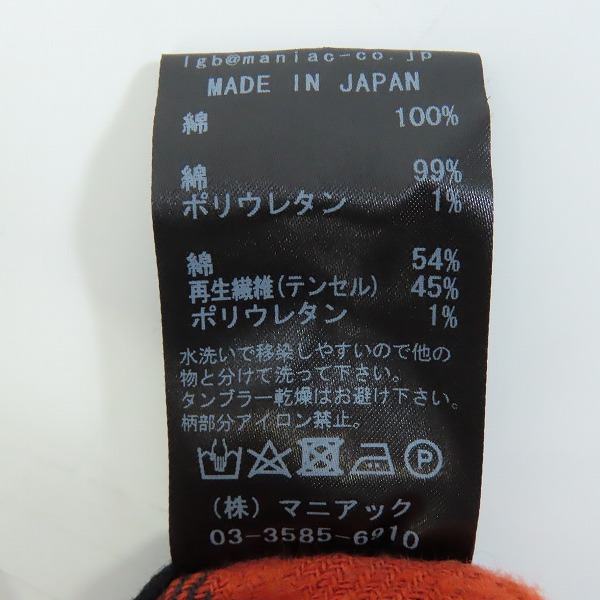 lgb@maniac-co.jp
MADE IN JAPAN
綿 100%
綿 99%
ポリウレタン 1%
綿 54%
再生繊維(テンセル) 45%
ポリウレタン 1%
水洗いで移染しやすいので他の
物と分けて洗って下さい。
タンブラー乾燥はお避け下さい。
柄部分アイロン禁止。
P
(株) マニアック
03-3585-6910